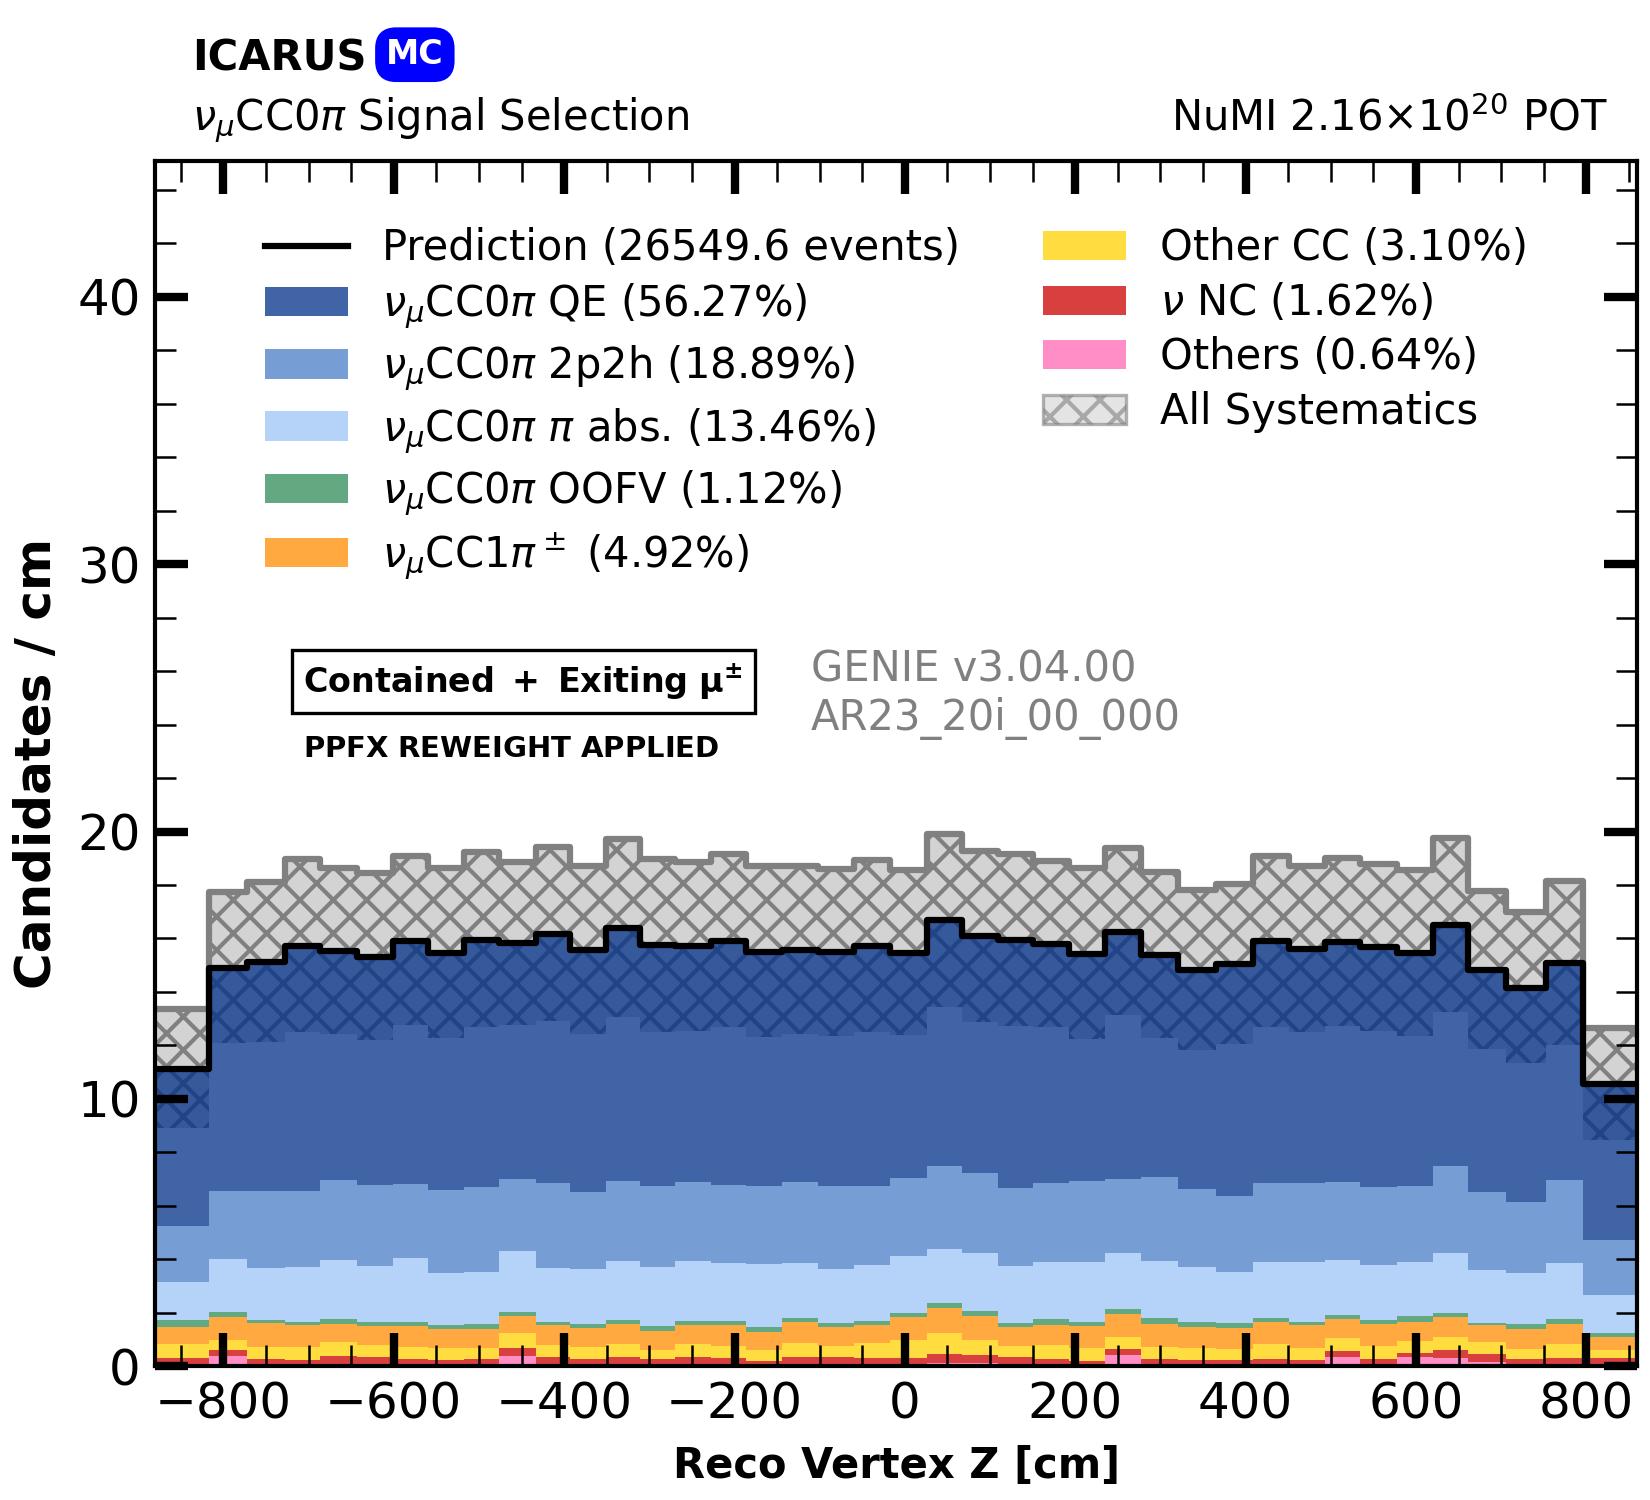 ICARUS MC
νμCC0π Signal Selection
NuMI 2.16×10²⁰ POT
Prediction (26549.6 events)
νμCC0π QE (56.27%)
νμCC0π 2p2h (18.89%)
νμCC0π π abs. (13.46%)
νμCC0π OOFV (1.12%)
νμCC1π± (4.92%)
Other CC (3.10%)
ν NC (1.62%)
Others (0.64%)
All Systematics
Contained + Exiting μ±
PPFX REWEIGHT APPLIED
GENIE v3.04.00
AR23_20i_00_000
Candidates / cm
40
30
20
10
0
−800 −600 −400 −200 0 200 400 600 800
Reco Vertex Z [cm]